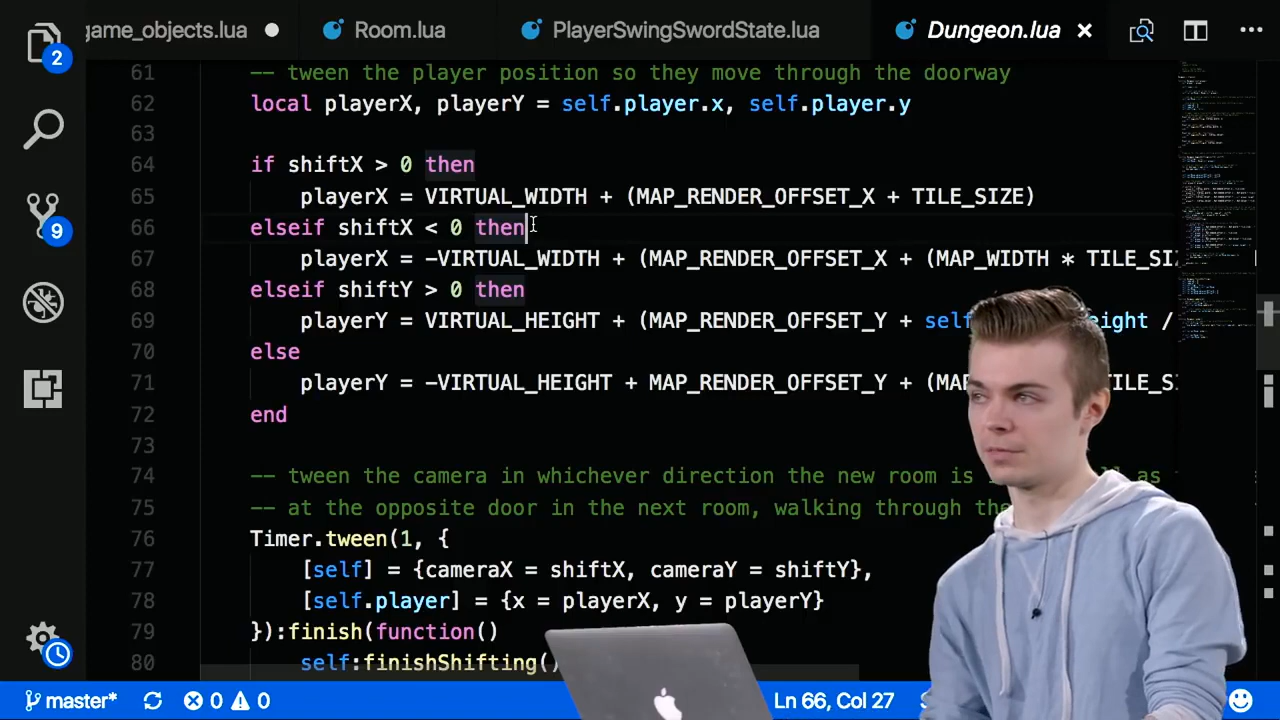 game_objects.lua
Room.lua
PlayerSwingSwordState.lua
Dungeon.lua
2
9
61 -- tween the player position so they move through the doorway
62 local playerX, playerY = self.player.x, self.player.y
63
64 if shiftX > 0 then
65 playerX = VIRTUAL_WIDTH + (MAP_RENDER_OFFSET_X + TILE_SIZE)
66 elseif shiftX < 0 then
67 playerX = -VIRTUAL_WIDTH + (MAP_RENDER_OFFSET_X + (MAP_WIDTH *
68 elseif shiftY > 0 then
69 playerY = VIRTUAL_HEIGHT + (MAP_RENDER_OFFSET_Y + self /
70 else
71 playerY = -VIRTUAL_HEIGHT + MAP_RENDER_OFFSET_Y + (
72 end
73
74 -- tween the camera in whichever direction the new room is as
75 -- at the opposite door in the next room, walking through
76 Timer.tween(1, {
77 [self] = {cameraX = shiftX, cameraY = shiftY},
78 [self.player] = {x = playerX, y = playerY}
79 }):finish(function()
80 self:finishShifting()
master* 0 0 Ln 66, Col 27